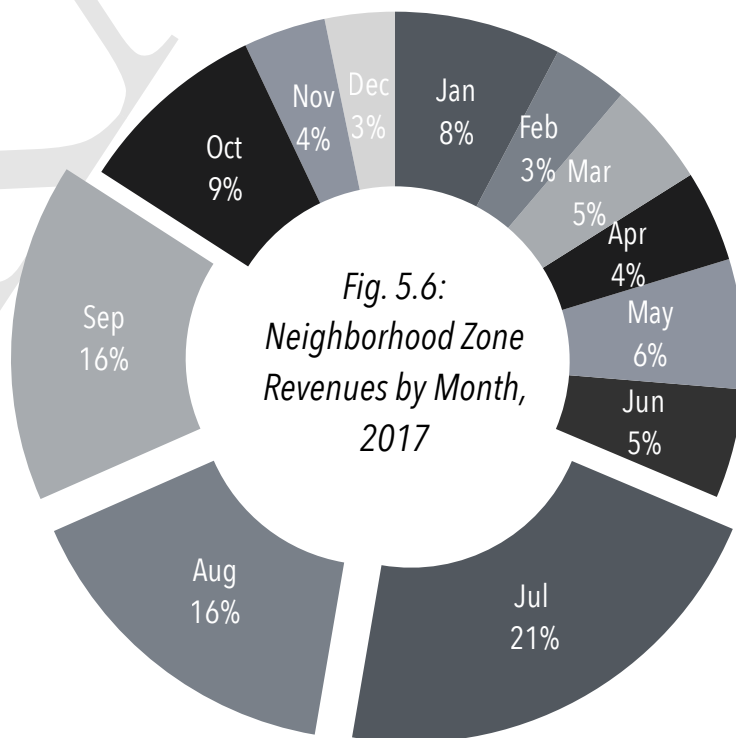 Jan
8%
Feb
3%
Mar
5%
Apr
4%
May
6%
Jun
5%
Jul
21%
Aug
16%
Sep
16%
Oct
9%
Nov
4%
Dec
3%
Fig. 5.6:
Neighborhood Zone
Revenues by Month,
2017